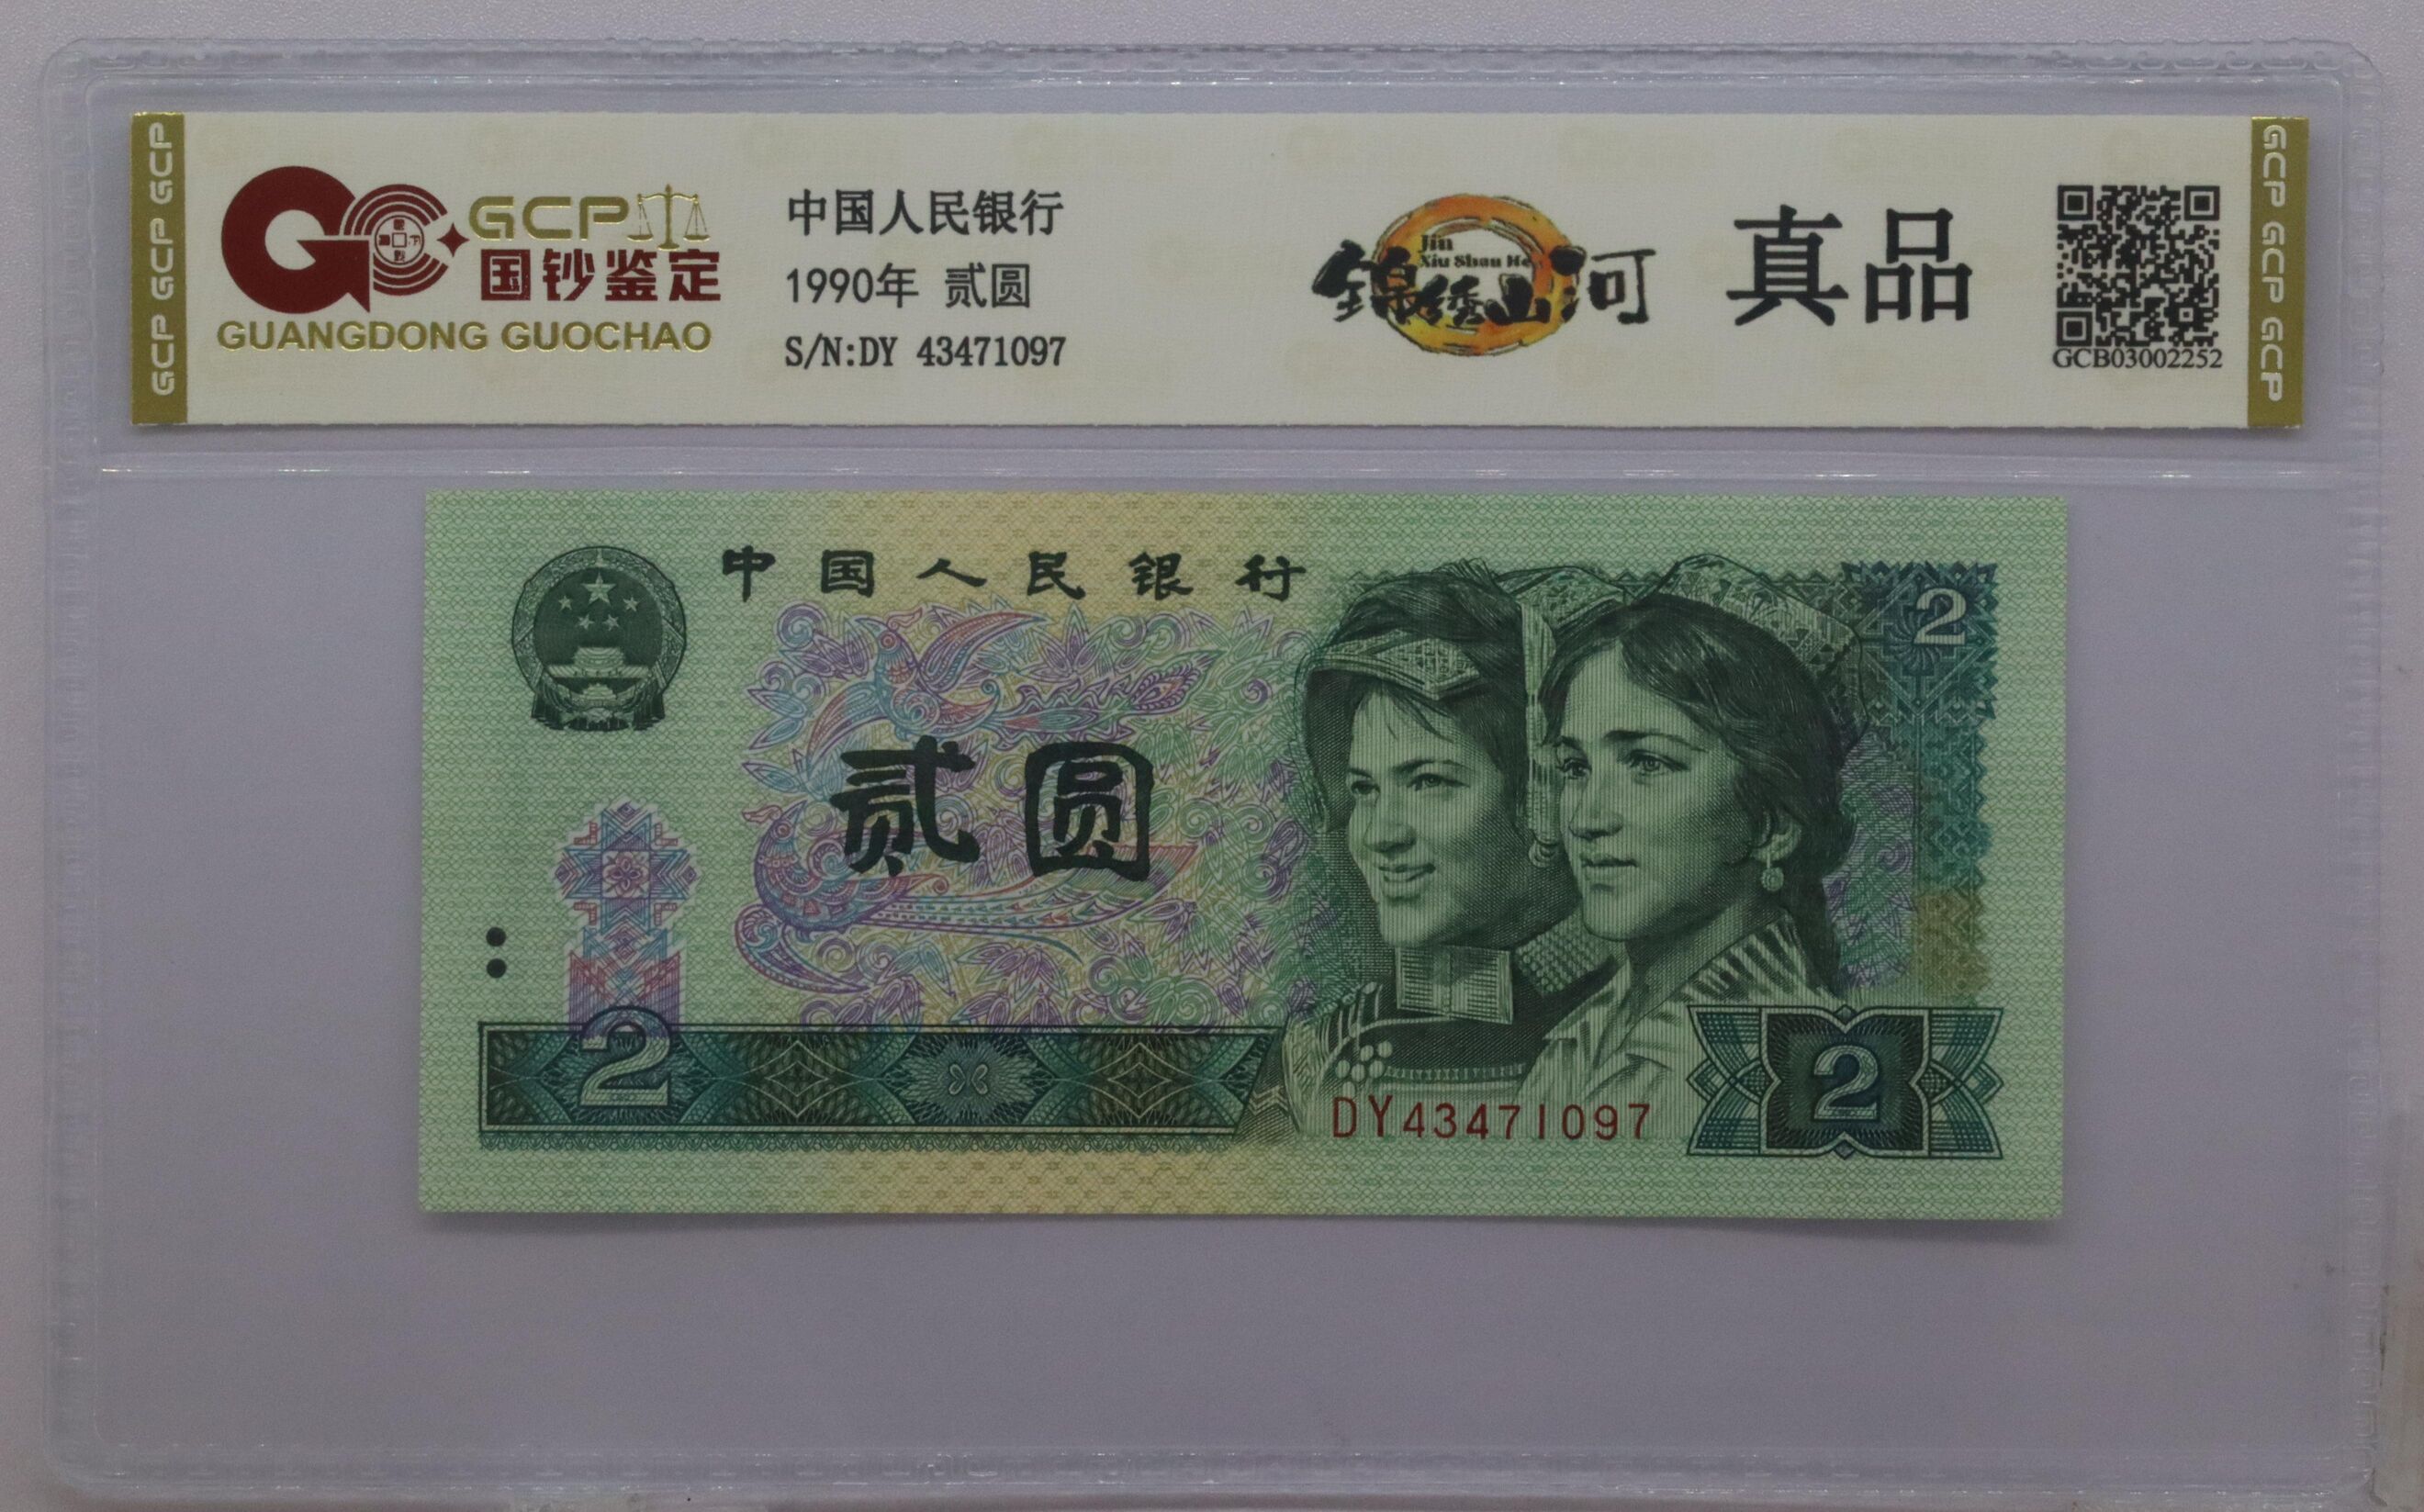 GCP GCP GCP
GCP
国钞鉴定
GUANGDONG GUOCHAO
中国人民银行
1990年 贰圆
S/N:DY 43471097
Jin
Xiu Shan He
锦绣山河
真品
GCB03002252
GCP GCP GCP
中国人民银行
2
贰圆
2
DY43471097
2